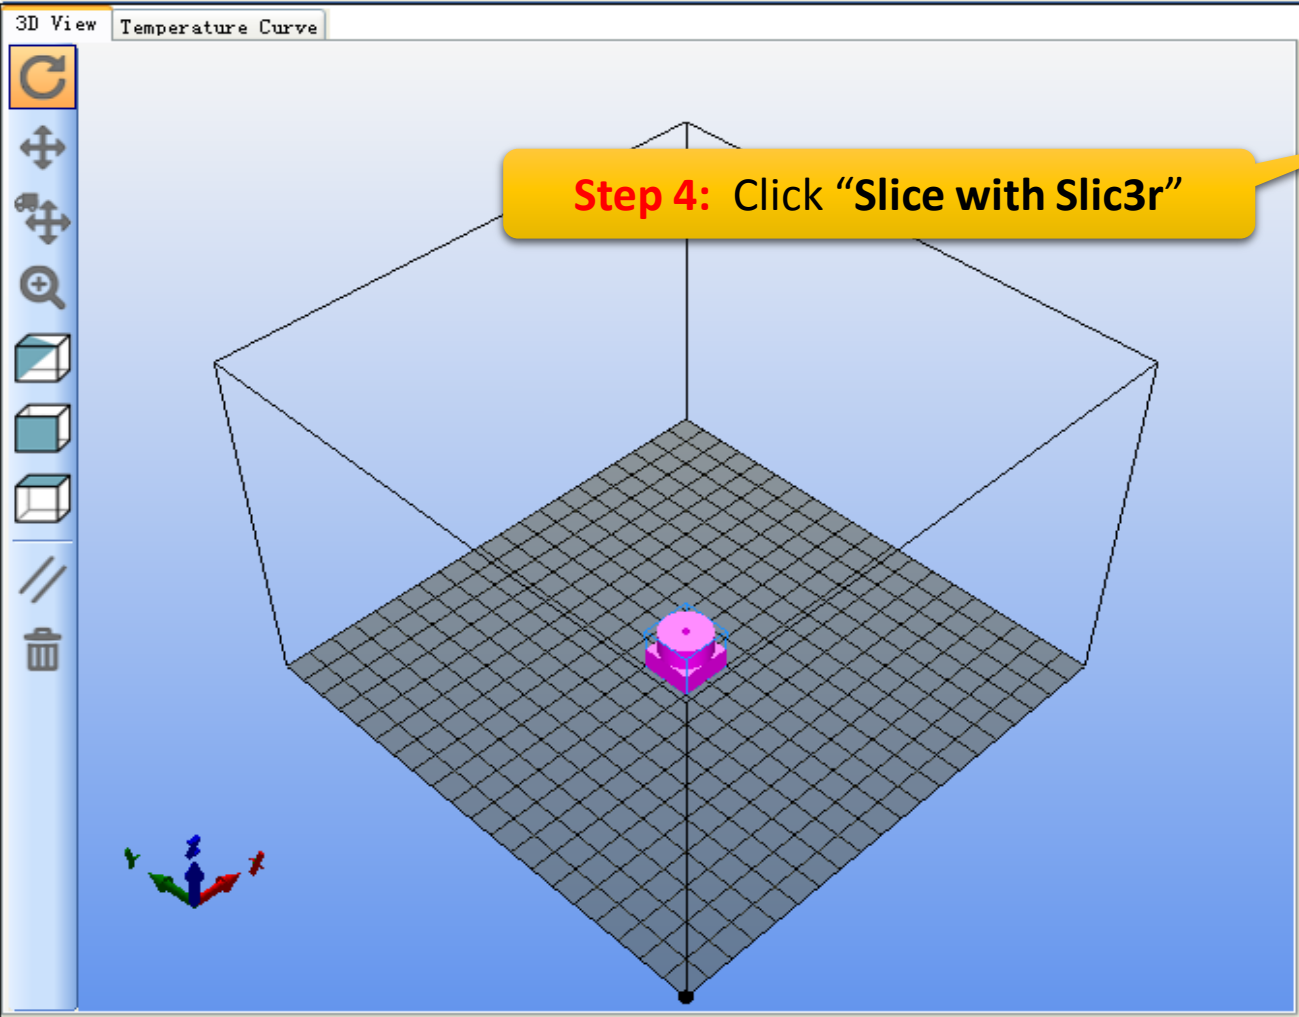 3D View
Temperature Curve
Step 4: Click “Slice with Slic3r”
Y
Z
X